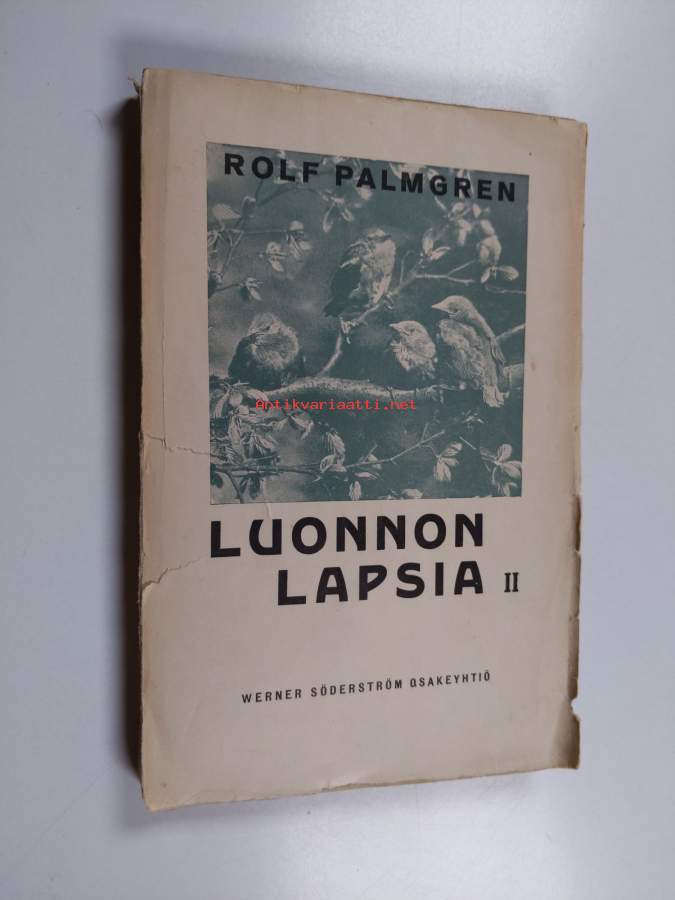 ROLF PALMGREN
Antikvariaatti.net
LUONNON
LAPSIA II
WERNER SÖDERSTRÖM OSAKEYHTIÖ